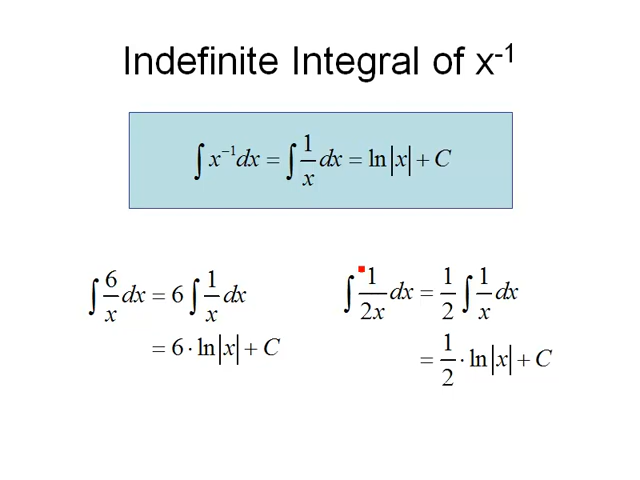 Indefinite Integral of x⁻¹
∫ x⁻¹dx = ∫ 1/x dx = ln|x| + C
∫ 6/x dx = 6 ∫ 1/x dx
= 6 · ln|x| + C
∫ 1/2x dx = 1/2 ∫ 1/x dx
= 1/2 · ln|x| + C